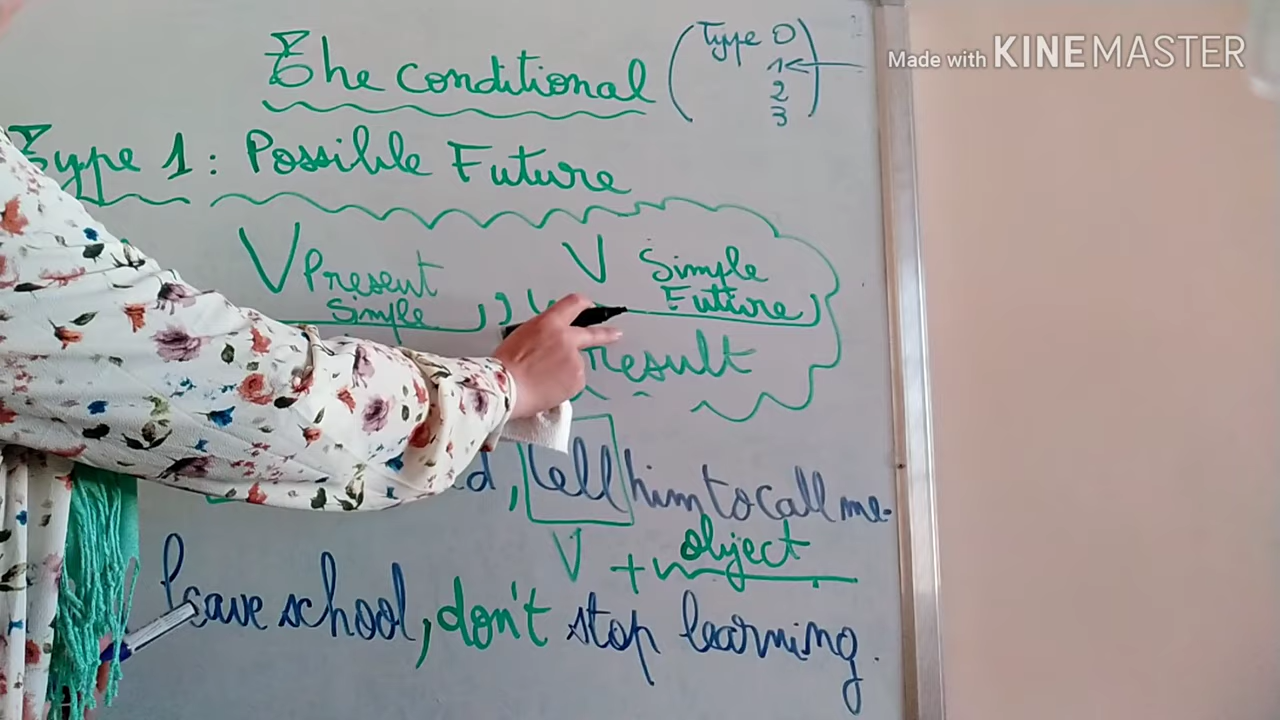 The Conditional
(Type 0
1
2
3)
Made with KINEMASTER
Type 1: Possible Future
V Present Simple , V Simple Future
result
, tell him to call me.
V + object
leave school, don't stop learning.